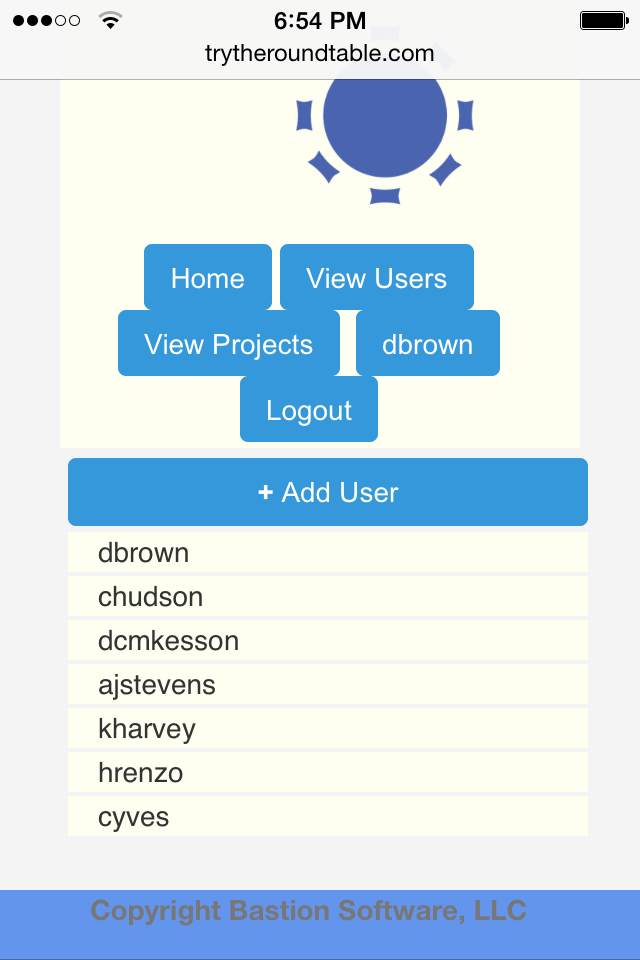 6:54 PM
trytheroundtable.com
Home View Users
View Projects dbrown
Logout
+ Add User
dbrown
chudson
dcmkesson
ajstevens
kharvey
hrenzo
cyves
Copyright Bastion Software, LLC